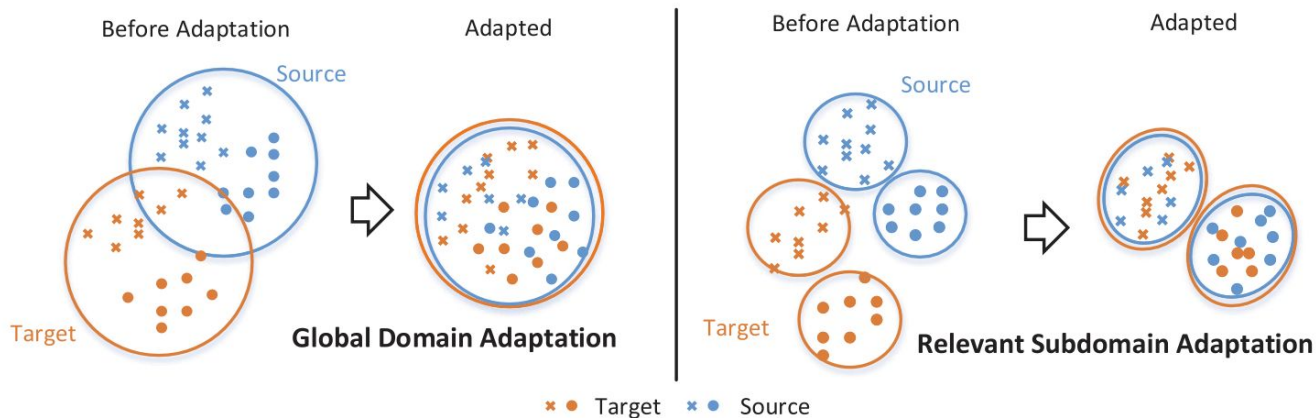 Before Adaptation
Adapted
Source
Target
Global Domain Adaptation
Before Adaptation
Adapted
Source
Target
Relevant Subdomain Adaptation
Target
Source